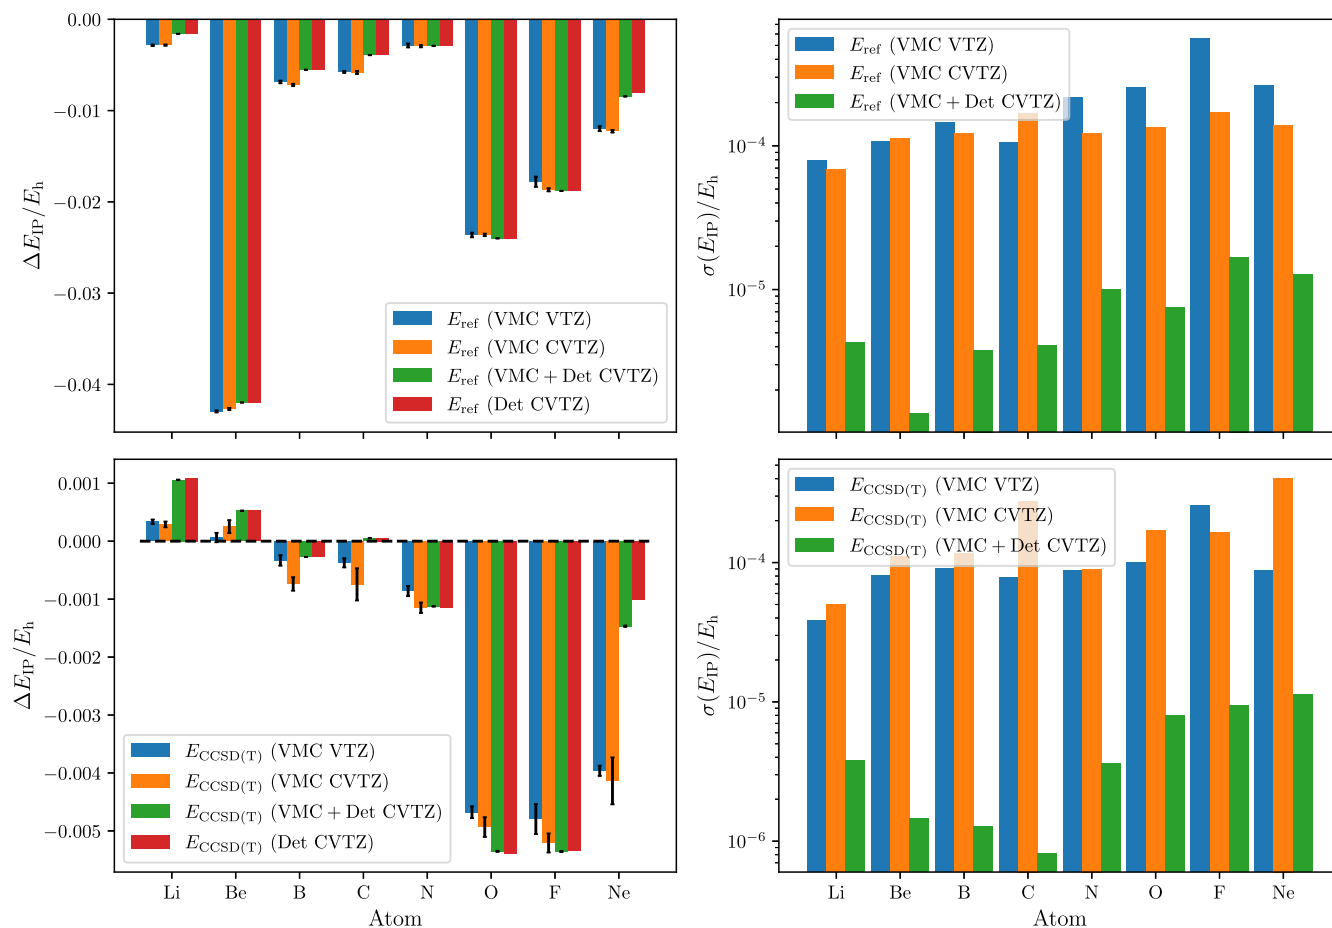 0.00
−0.01
−0.02
−0.03
−0.04
ΔE_IP/E_h
E_ref (VMC VTZ)
E_ref (VMC CVTZ)
E_ref (VMC + Det CVTZ)
E_ref (Det CVTZ)
10⁻⁴
10⁻⁵
σ(E_IP)/E_h
E_ref (VMC VTZ)
E_ref (VMC CVTZ)
E_ref (VMC + Det CVTZ)
0.001
0.000
−0.001
−0.002
−0.003
−0.004
−0.005
ΔE_IP/E_h
E_CCSD(T) (VMC VTZ)
E_CCSD(T) (VMC CVTZ)
E_CCSD(T) (VMC + Det CVTZ)
E_CCSD(T) (Det CVTZ)
Li Be B C N O F Ne
Atom
10⁻⁴
10⁻⁵
10⁻⁶
σ(E_IP)/E_h
E_CCSD(T) (VMC VTZ)
E_CCSD(T) (VMC CVTZ)
E_CCSD(T) (VMC + Det CVTZ)
Li Be B C N O F Ne
Atom